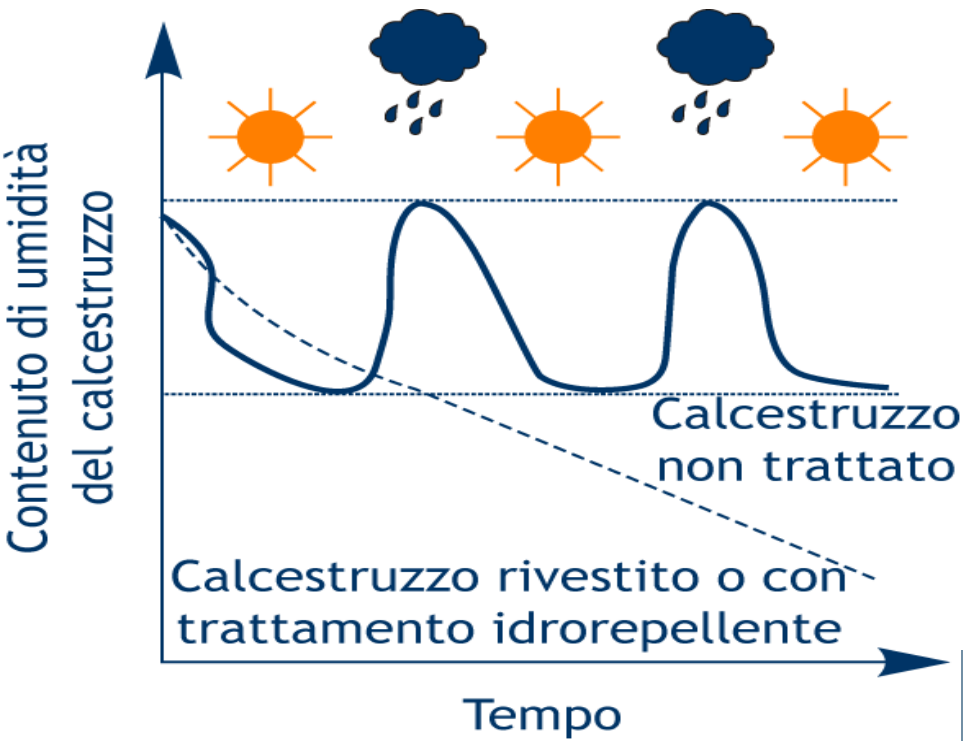 Contenuto di umidità
del calcestruzzo
Calcestruzzo
non trattato
Calcestruzzo rivestito o con
trattamento idrorepellente
Tempo